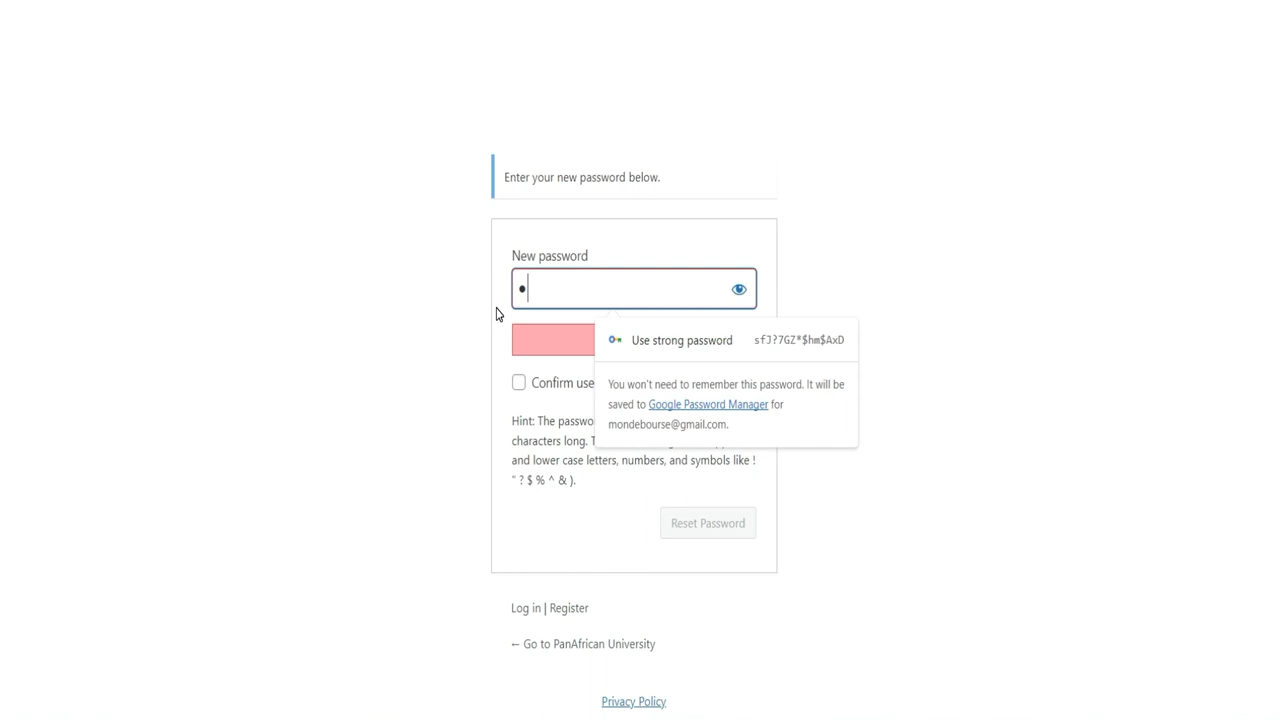 Enter your new password below.
New password
Use strong password sfJ?7GZ*$hm$AxD
You won't need to remember this password. It will be
saved to Google Password Manager for
mondebourse@gmail.com.
Confirm use
Hint: The passwo
characters long. T
and lower case letters, numbers, and symbols like !
" ? $ % ^ & ).
Reset Password
Log in | Register
← Go to PanAfrican University
Privacy Policy